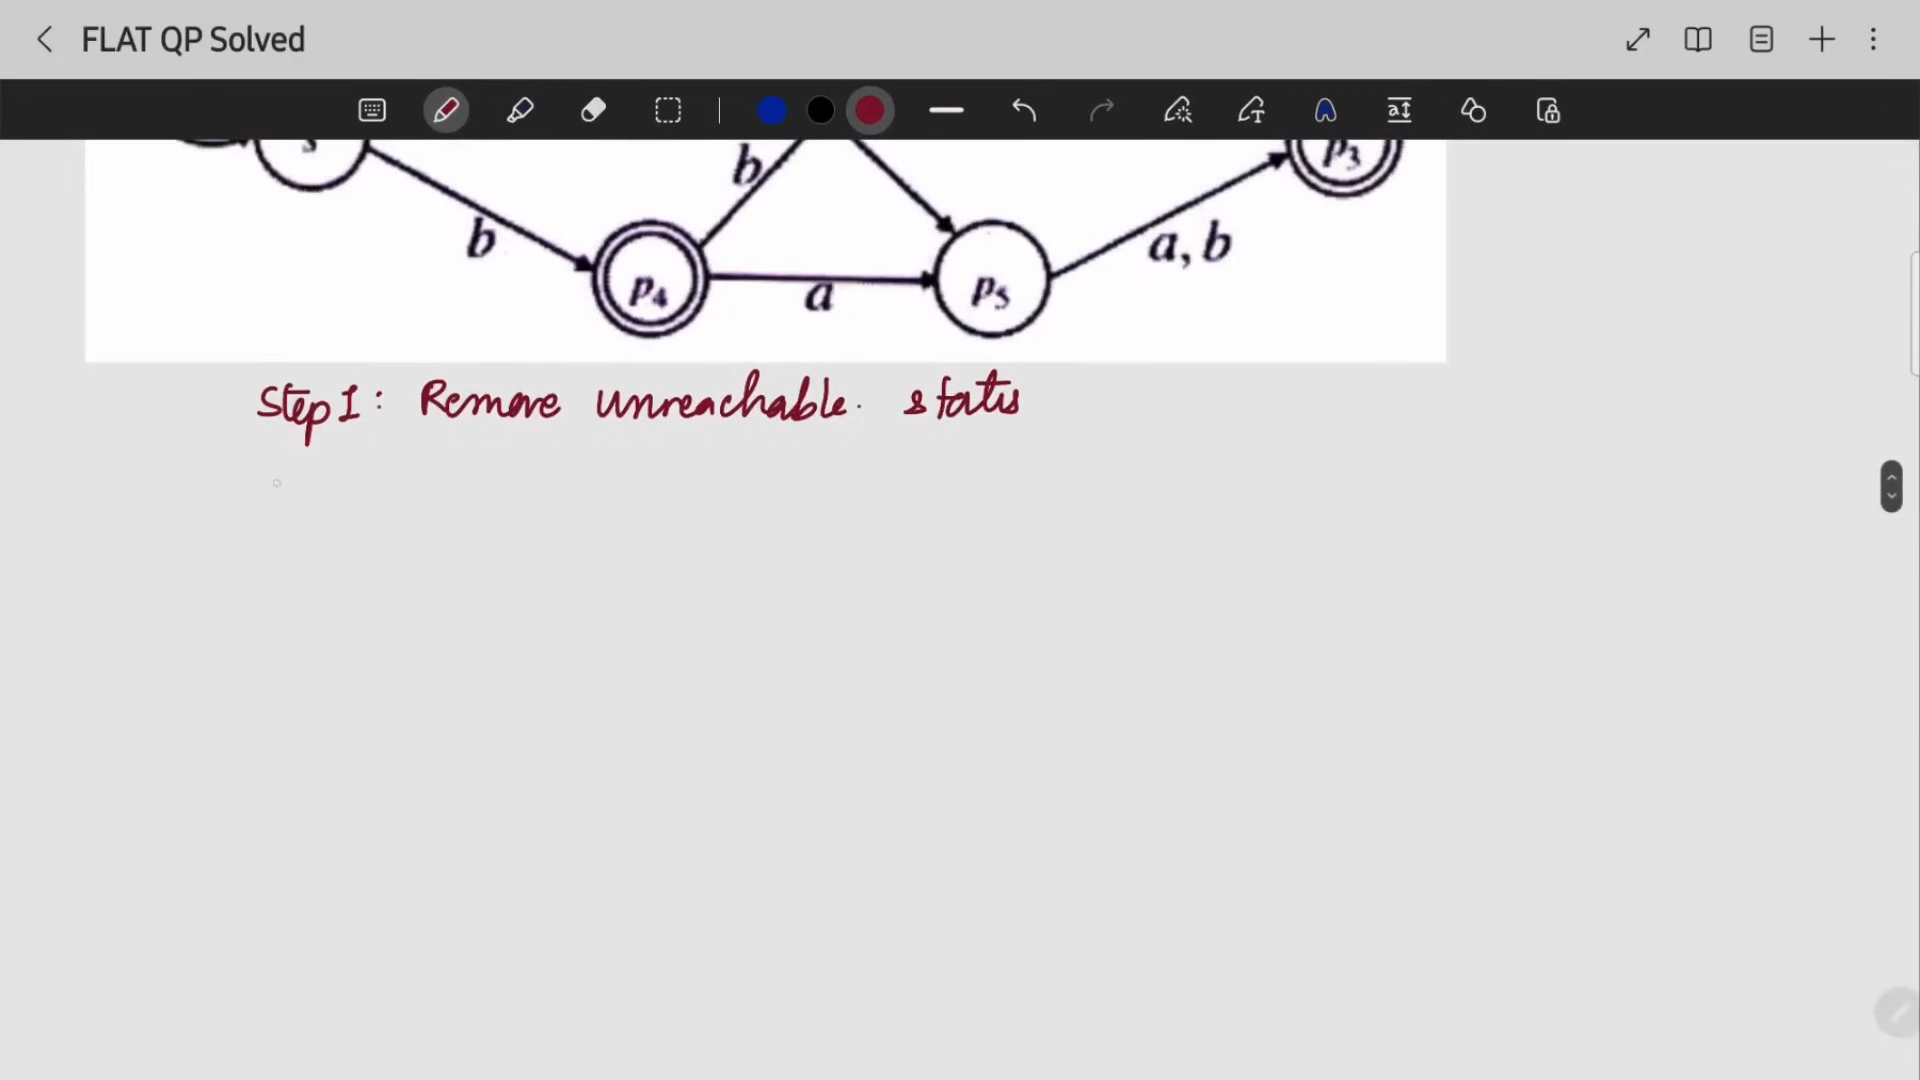 FLAT QP Solved
s
b
p3
b
a, b
p4
a
p5
Step 1: Remove unreachable. states